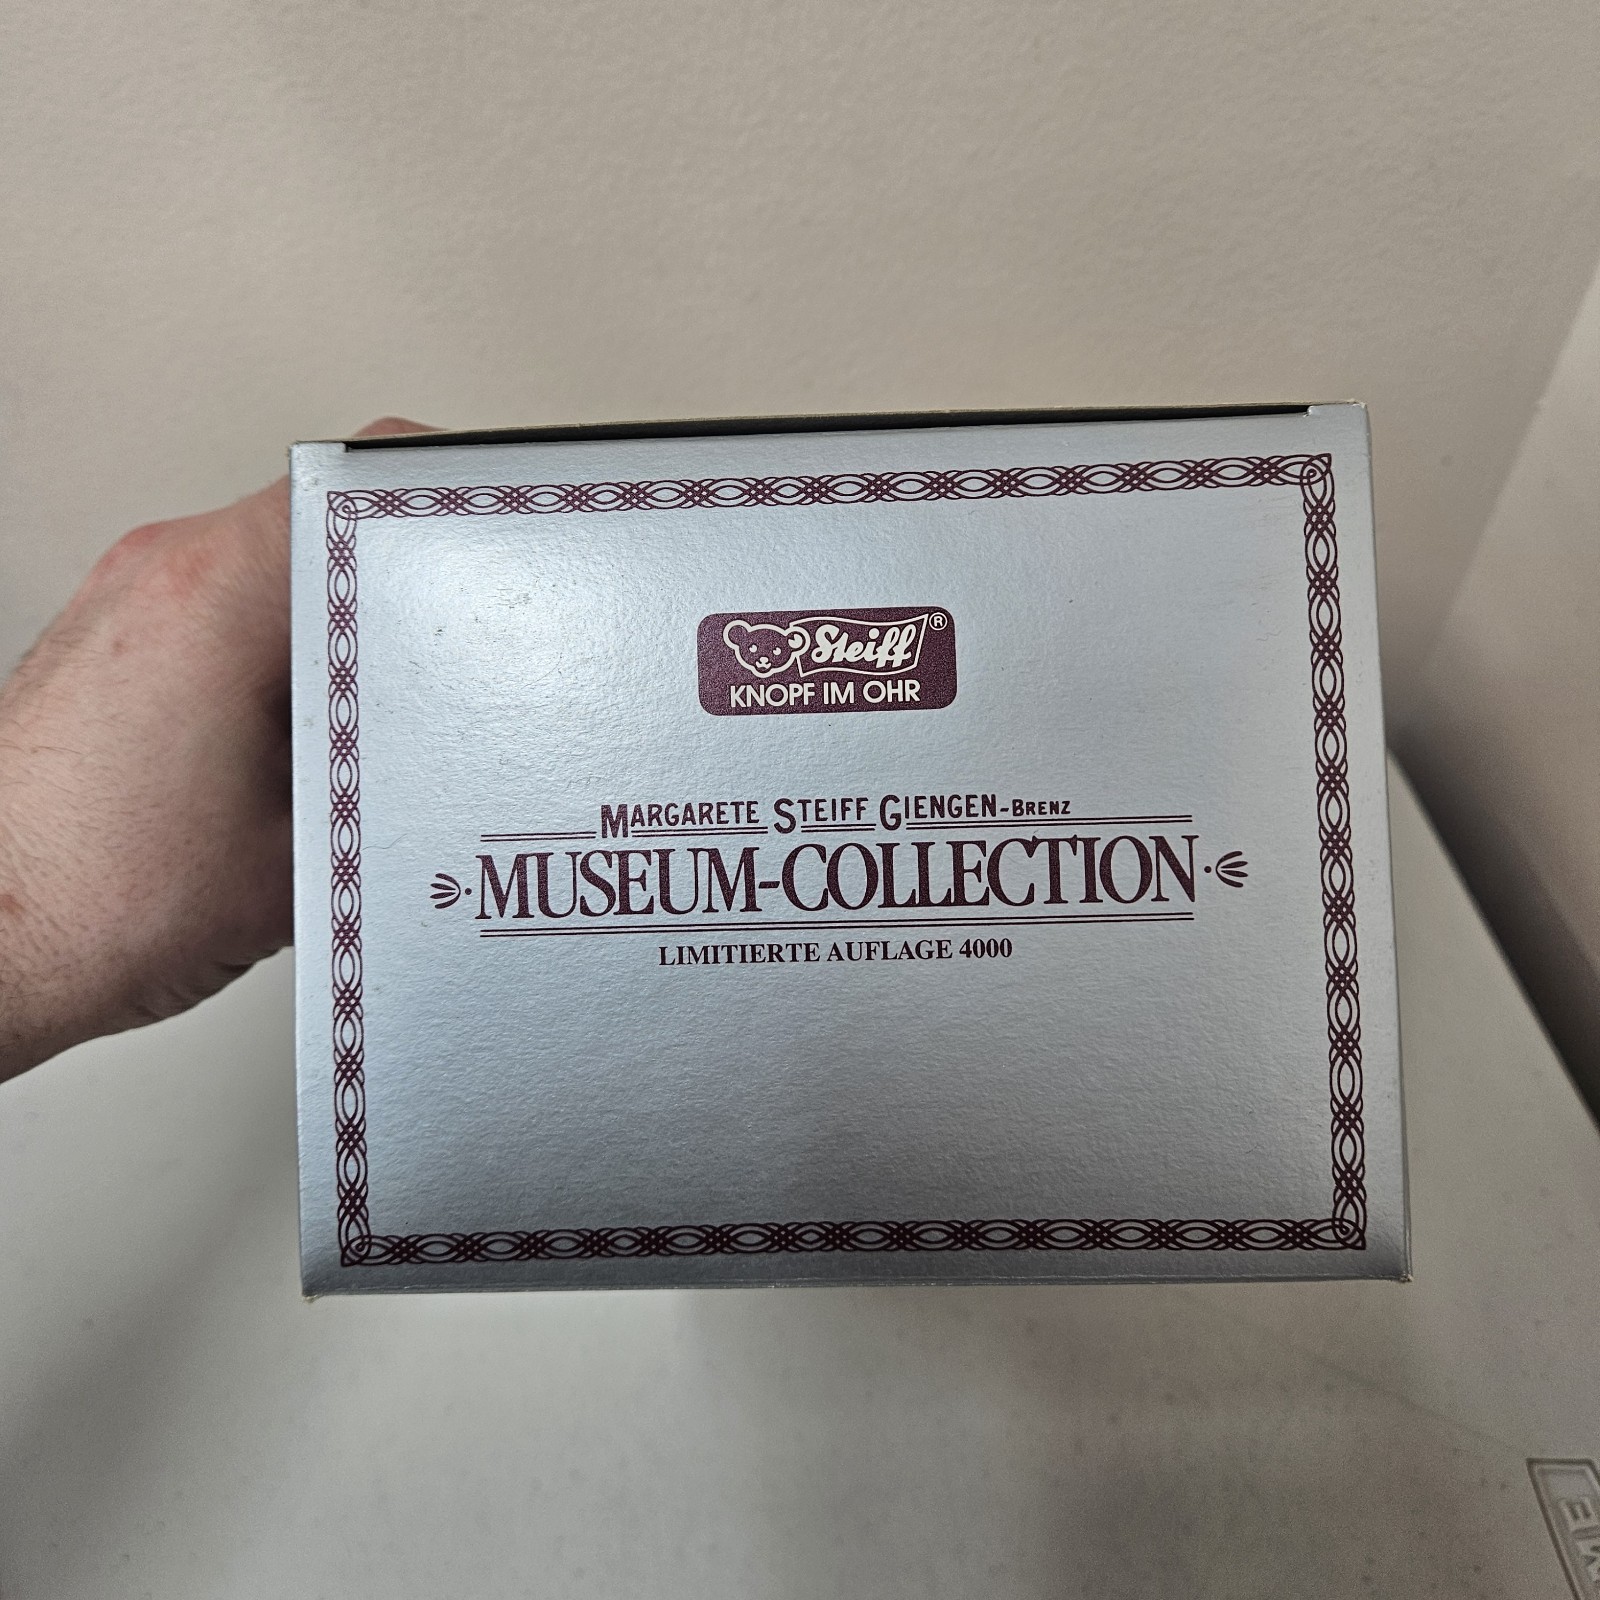 Steiff®
KNOPF IM OHR
MARGARETE STEIFF GIENGEN-BRENZ
MUSEUM-COLLECTION
LIMITIERTE AUFLAGE 4000